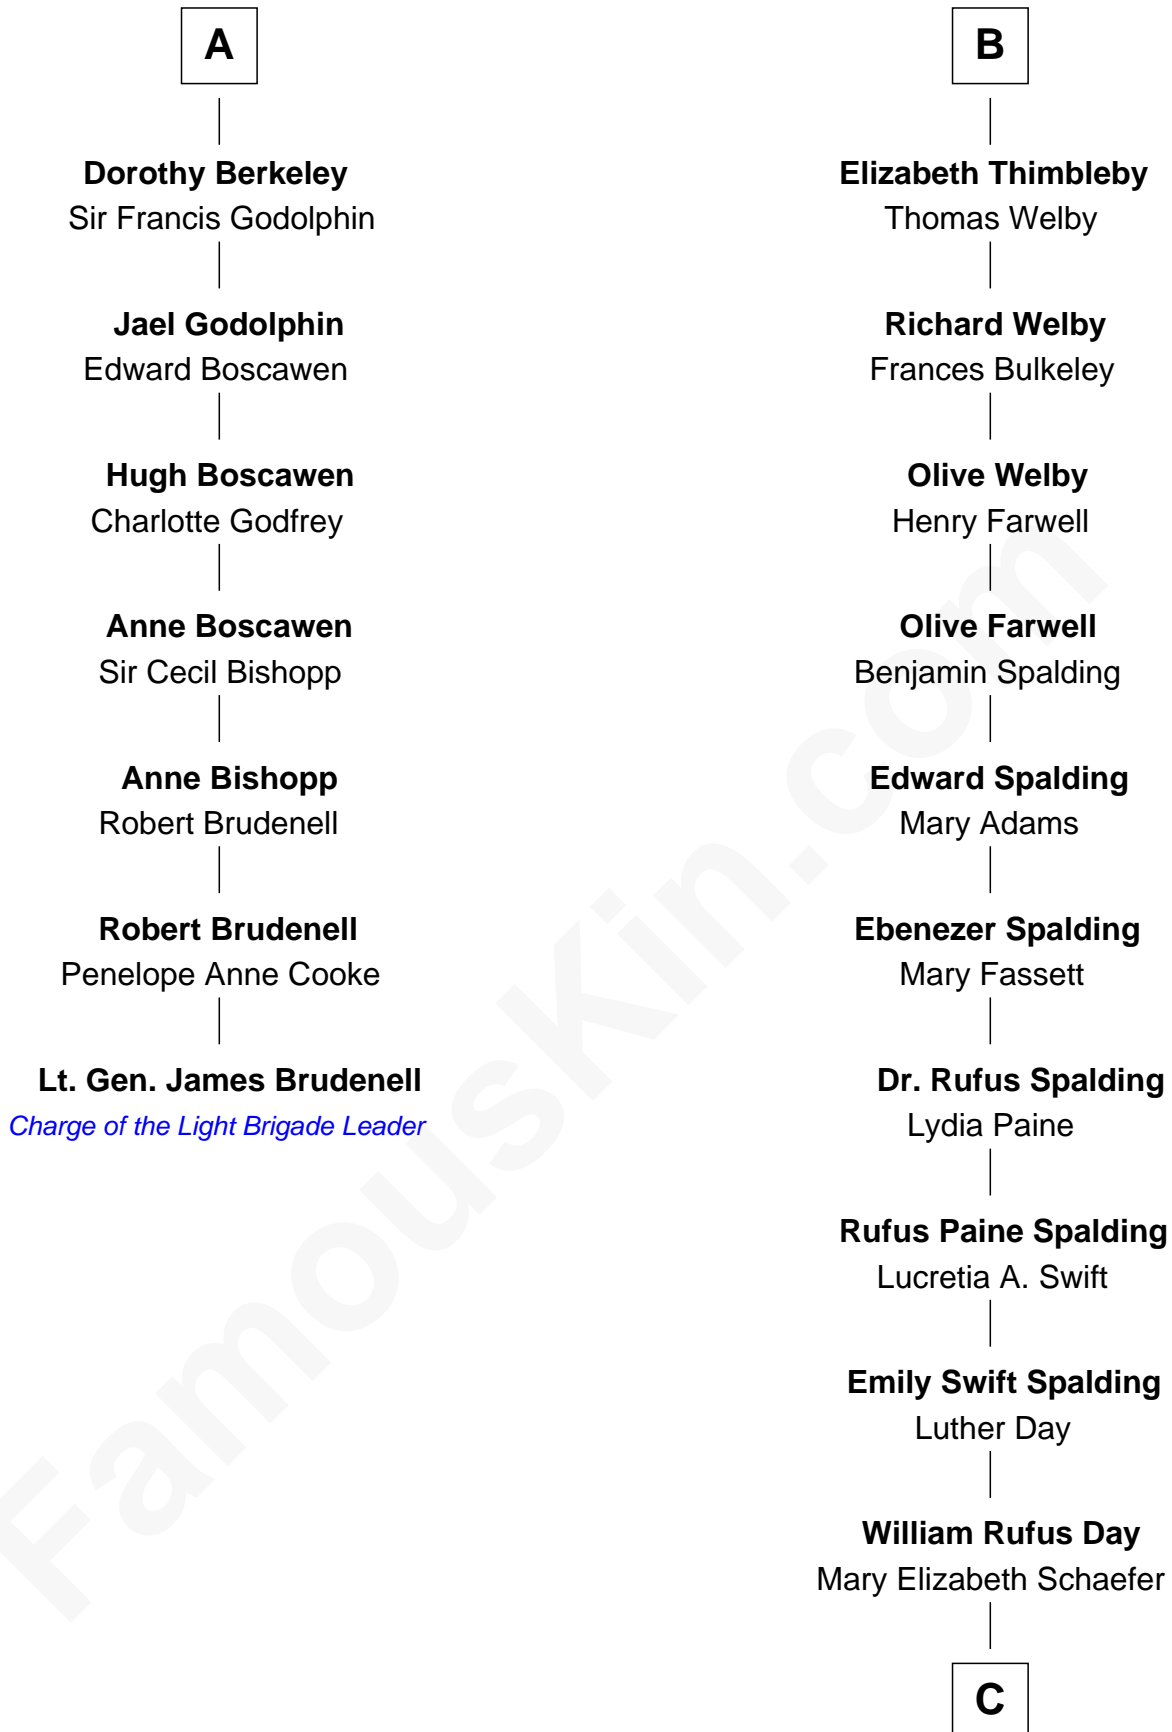 A
Dorothy Berkeley
Sir Francis Godolphin
Jael Godolphin
Edward Boscawen
Hugh Boscawen
Charlotte Godfrey
Anne Boscawen
Sir Cecil Bishopp
Anne Bishopp
Robert Brudenell
Robert Brudenell
Penelope Anne Cooke
Lt. Gen. James Brudenell
Charge of the Light Brigade Leader
B
Elizabeth Thimbleby
Thomas Welby
Richard Welby
Frances Bulkeley
Olive Welby
Henry Farwell
Olive Farwell
Benjamin Spalding
Edward Spalding
Mary Adams
Ebenezer Spalding
Mary Fassett
Dr. Rufus Spalding
Lydia Paine
Rufus Paine Spalding
Lucretia A. Swift
Emily Swift Spalding
Luther Day
William Rufus Day
Mary Elizabeth Schaefer
C
FamousKin.com